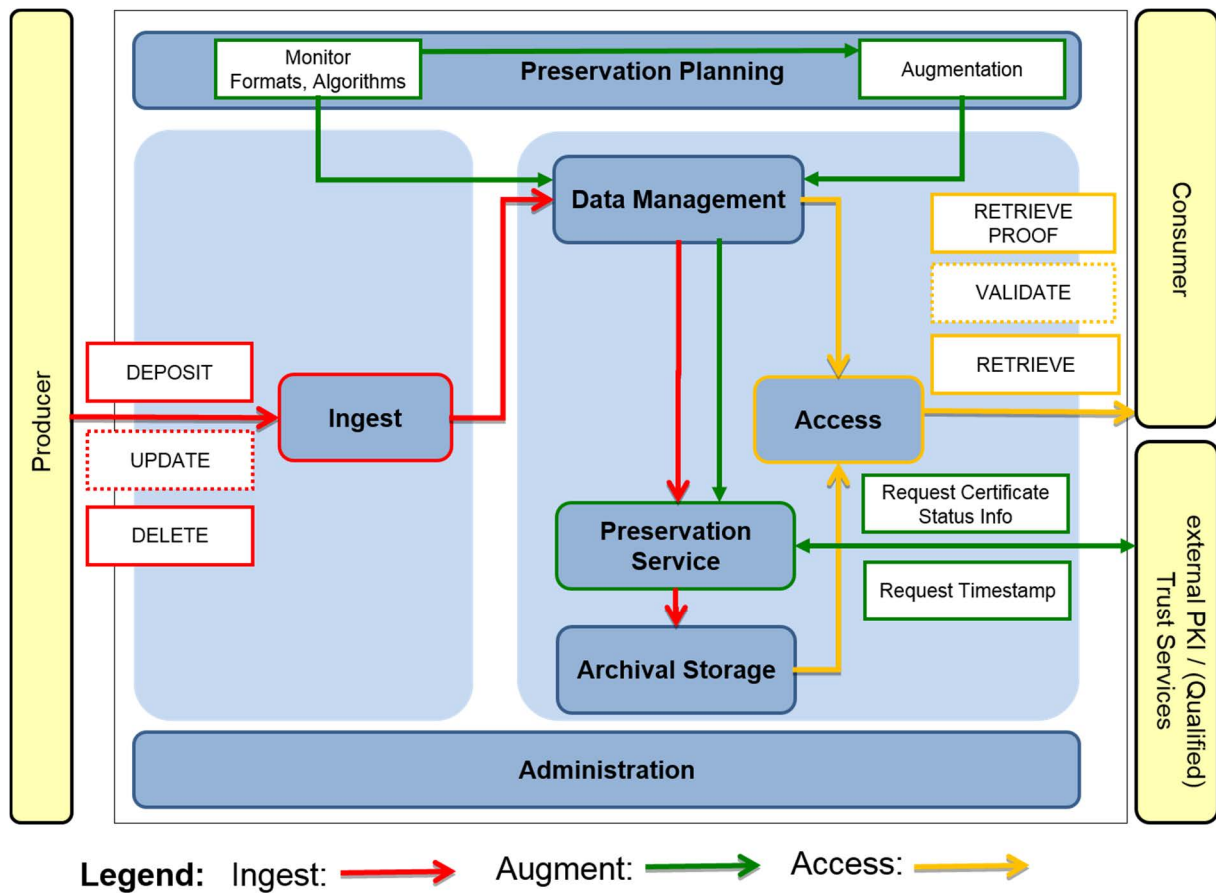 Producer
Monitor
Formats, Algorithms
Preservation Planning
Augmentation
Data Management
RETRIEVE
PROOF
VALIDATE
RETRIEVE
Consumer
DEPOSIT
UPDATE
DELETE
Ingest
Access
Preservation
Service
Request Certificate
Status Info
Request Timestamp
external PKI / (Qualified)
Trust Services
Archival Storage
Administration
Legend: Ingest: Augment: Access: